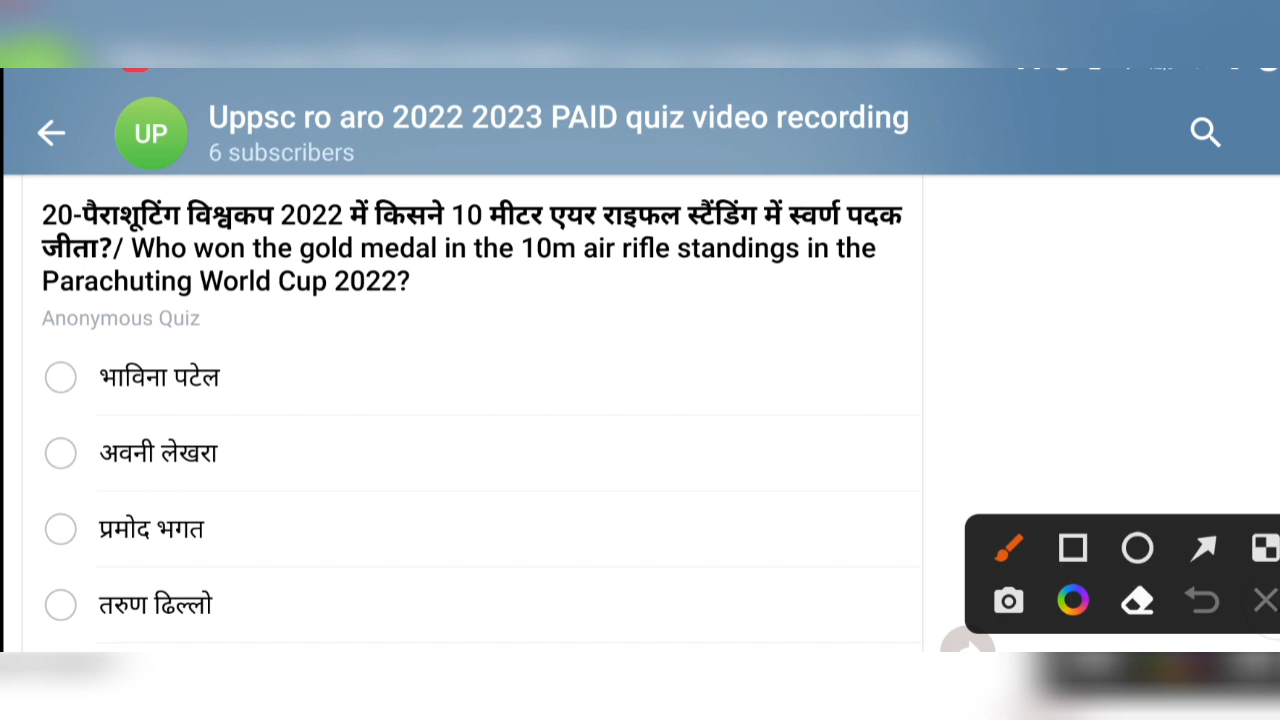 UP
Uppsc ro aro 2022 2023 PAID quiz video recording
6 subscribers
20-पैराशूटिंग विश्वकप 2022 में किसने 10 मीटर एयर राइफल स्टैंडिंग में स्वर्ण पदक
जीता?/ Who won the gold medal in the 10m air rifle standings in the
Parachuting World Cup 2022?
Anonymous Quiz
भाविना पटेल
अवनी लेखरा
प्रमोद भगत
तरुण ढिल्लो